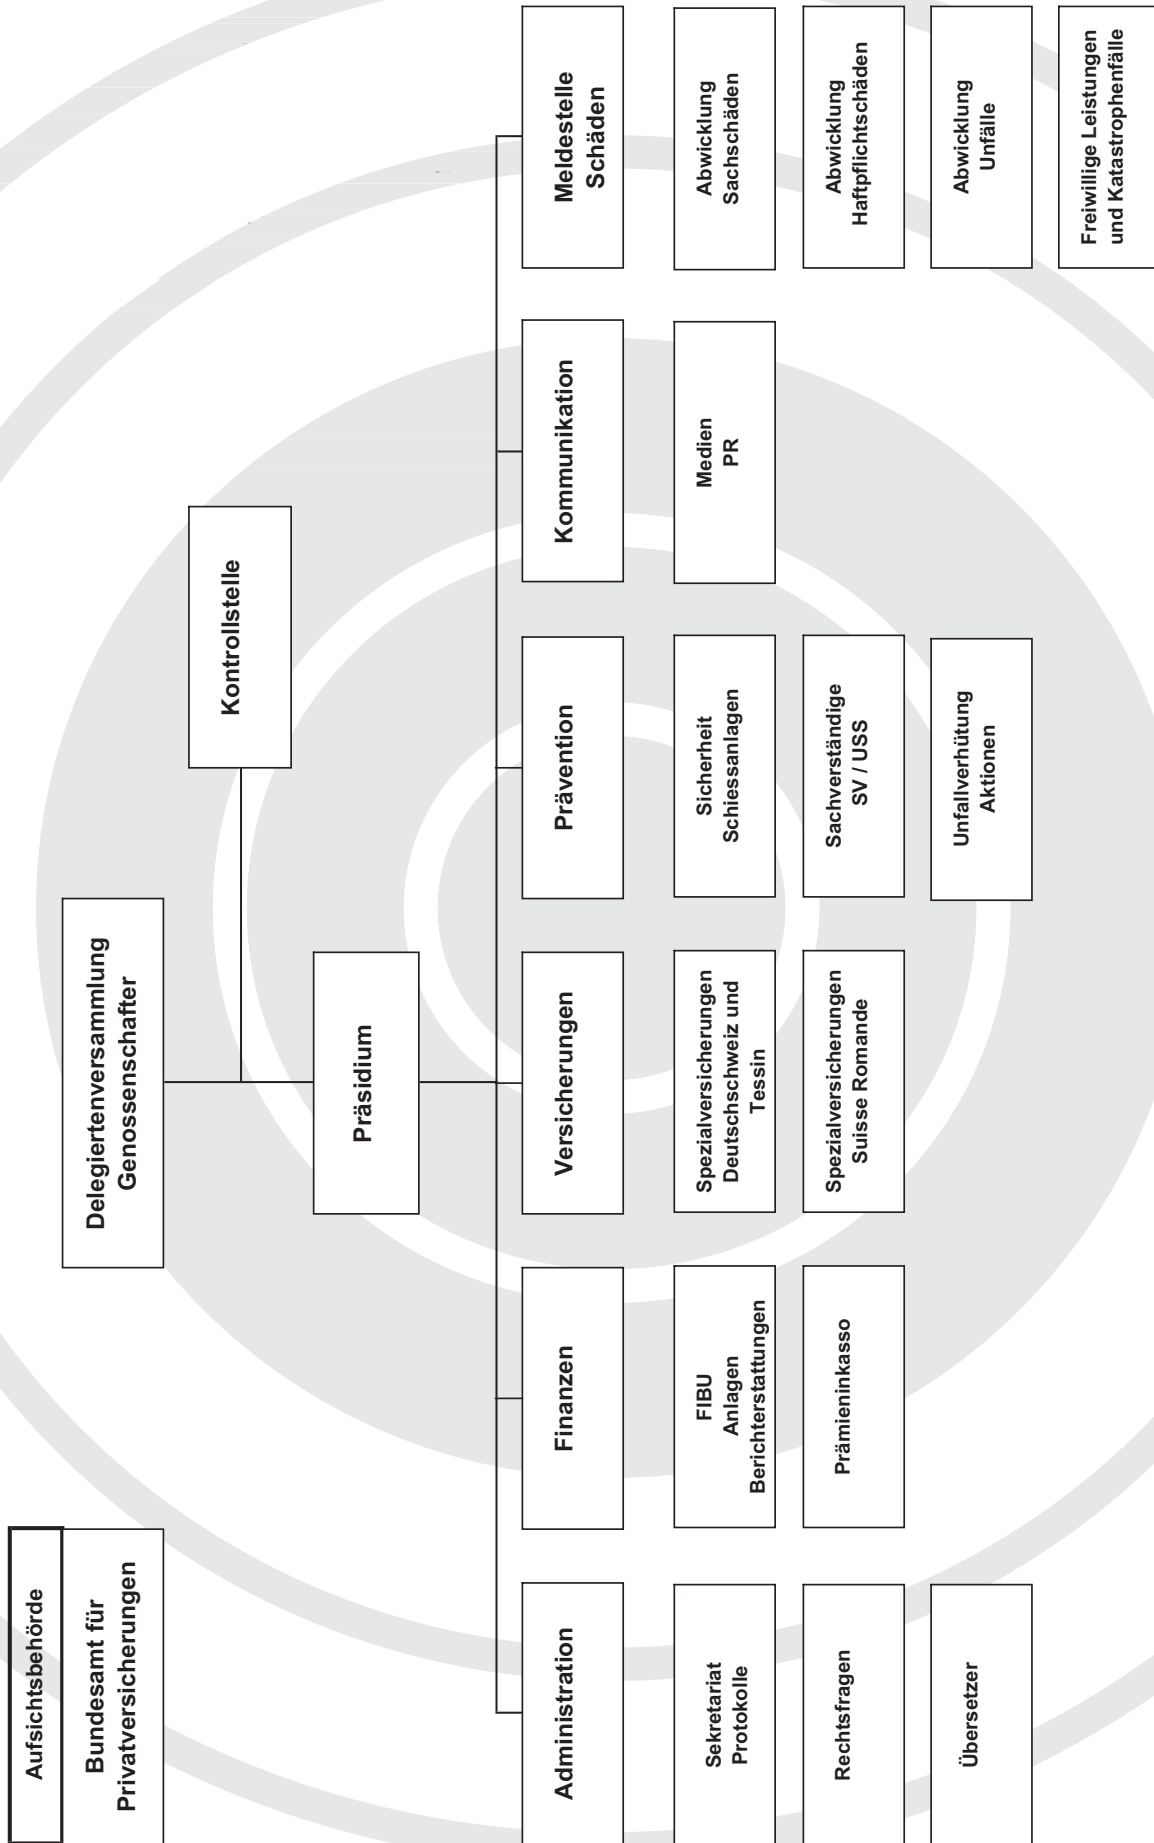 Aufsichtsbehörde
Bundesamt für
Privatversicherungen
Delegiertenversammlung
Genossenschafter
Kontrollstelle
Präsidium
Administration
Finanzen
Versicherungen
Prävention
Kommunikation
Meldestelle
Schäden
Sekretariat
Protokolle
FIBU
Anlagen
Berichterstattungen
Spezialversicherungen
Deutschschweiz und
Tessin
Sicherheit
Schiessanlagen
Medien
PR
Abwicklung
Sachschäden
Rechtsfragen
Prämieninkasso
Spezialversicherungen
Suisse Romande
Sachverständige
SV / USS
Abwicklung
Haftpflichtschäden
Übersetzer
Unfallverhütung
Aktionen
Abwicklung
Unfälle
Freiwillige Leistungen
und Katastrophenfälle